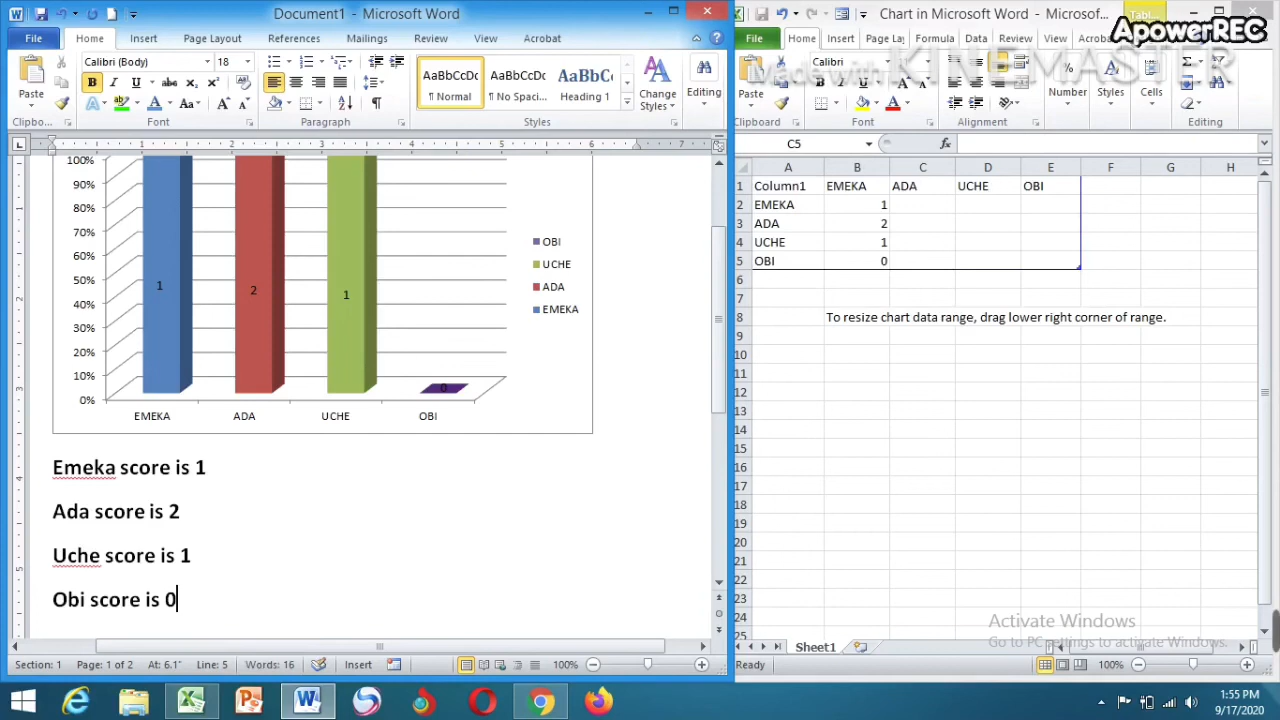 Document1 - Microsoft Word
File Home Insert Page Layout References Mailings Review View Acrobat
Paste
Calibri (Body) 18
AaBbCcDc AaBbCcDc AaBbCc
¶ Normal ¶ No Spaci... Heading 1
Change Styles
Editing
Clipbo... Font Paragraph Styles
100%
90%
80%
70%
60%
50%
40%
30%
20%
10%
0%
1 2 1 0
EMEKA ADA UCHE OBI
OBI
UCHE
ADA
EMEKA
Emeka score is 1
Ada score is 2
Uche score is 1
Obi score is 0
Section: 1 Page: 1 of 2 At: 6.1" Line: 5 Words: 16 Insert 100%
Chart in Microsoft Word - Microsof...
Tabl...
ApowerREC
File Home Insert Page La Formula Data Review View Acroba
KINEMASTER
Paste
Calibri
Number Styles Cells
Clipboard Font Alignment Editing
C5 fx
A B C D E F G H
1 Column1 EMEKA ADA UCHE OBI
2 EMEKA 1
3 ADA 2
4 UCHE 1
5 OBI 0
6
7
8 To resize chart data range, drag lower right corner of range.
9
10
11
12
13
14
15
16
17
18
19
20
21
22
23
24
25
Activate Windows
Go to PC settings to activate Windows.
Sheet1
Ready 100%
1:55 PM
9/17/2020